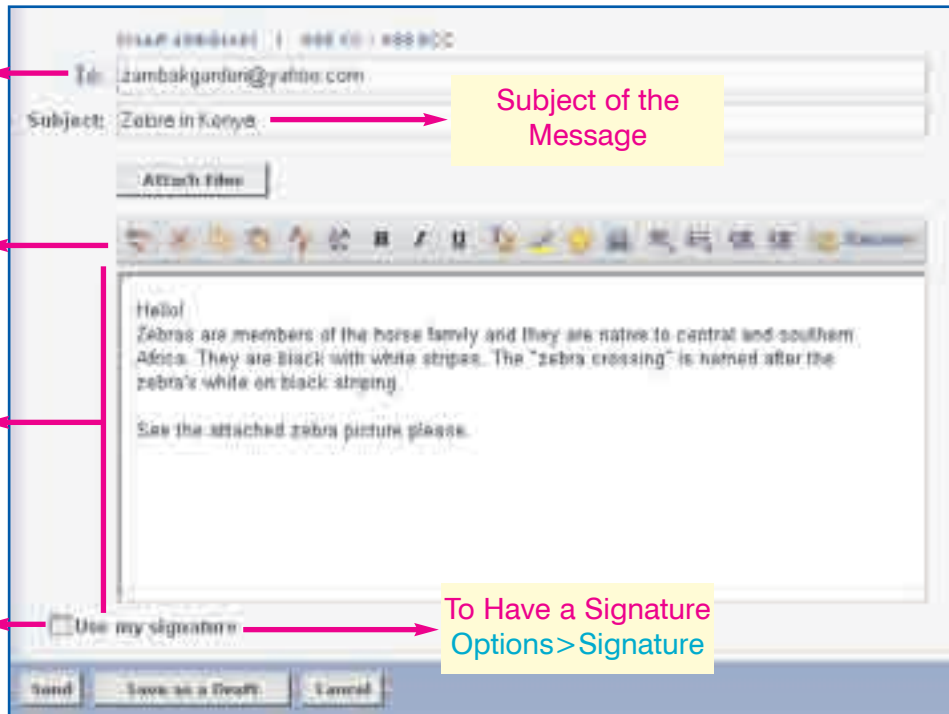 To: zambakgarden@yahoo.com
Subject: Zebra in Kenya
Subject of the
Message
Attach Files
B I U
Hello!
Zebras are members of the horse family and they are native to central and southern
Africa. They are black with white stripes. The "zebra crossing" is named after the
zebra's white on black striping.
See the attached zebra picture please.
Use my signature
To Have a Signature
Options>Signature
Send Save as a Draft Cancel